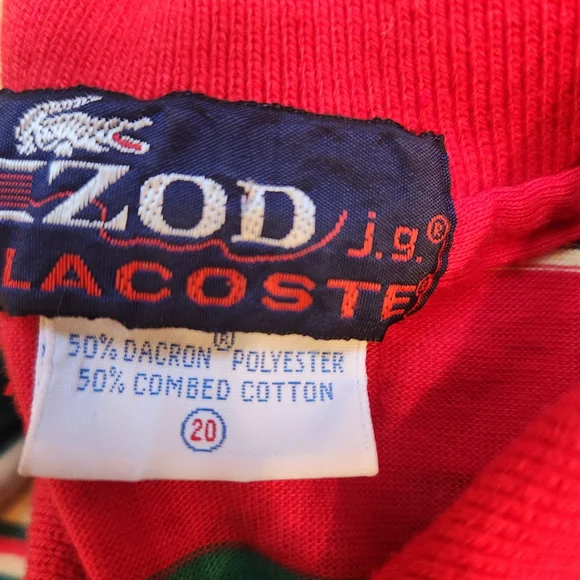 IZOD j.g.®
LACOSTE®
50% DACRON® POLYESTER
50% COMBED COTTON
20